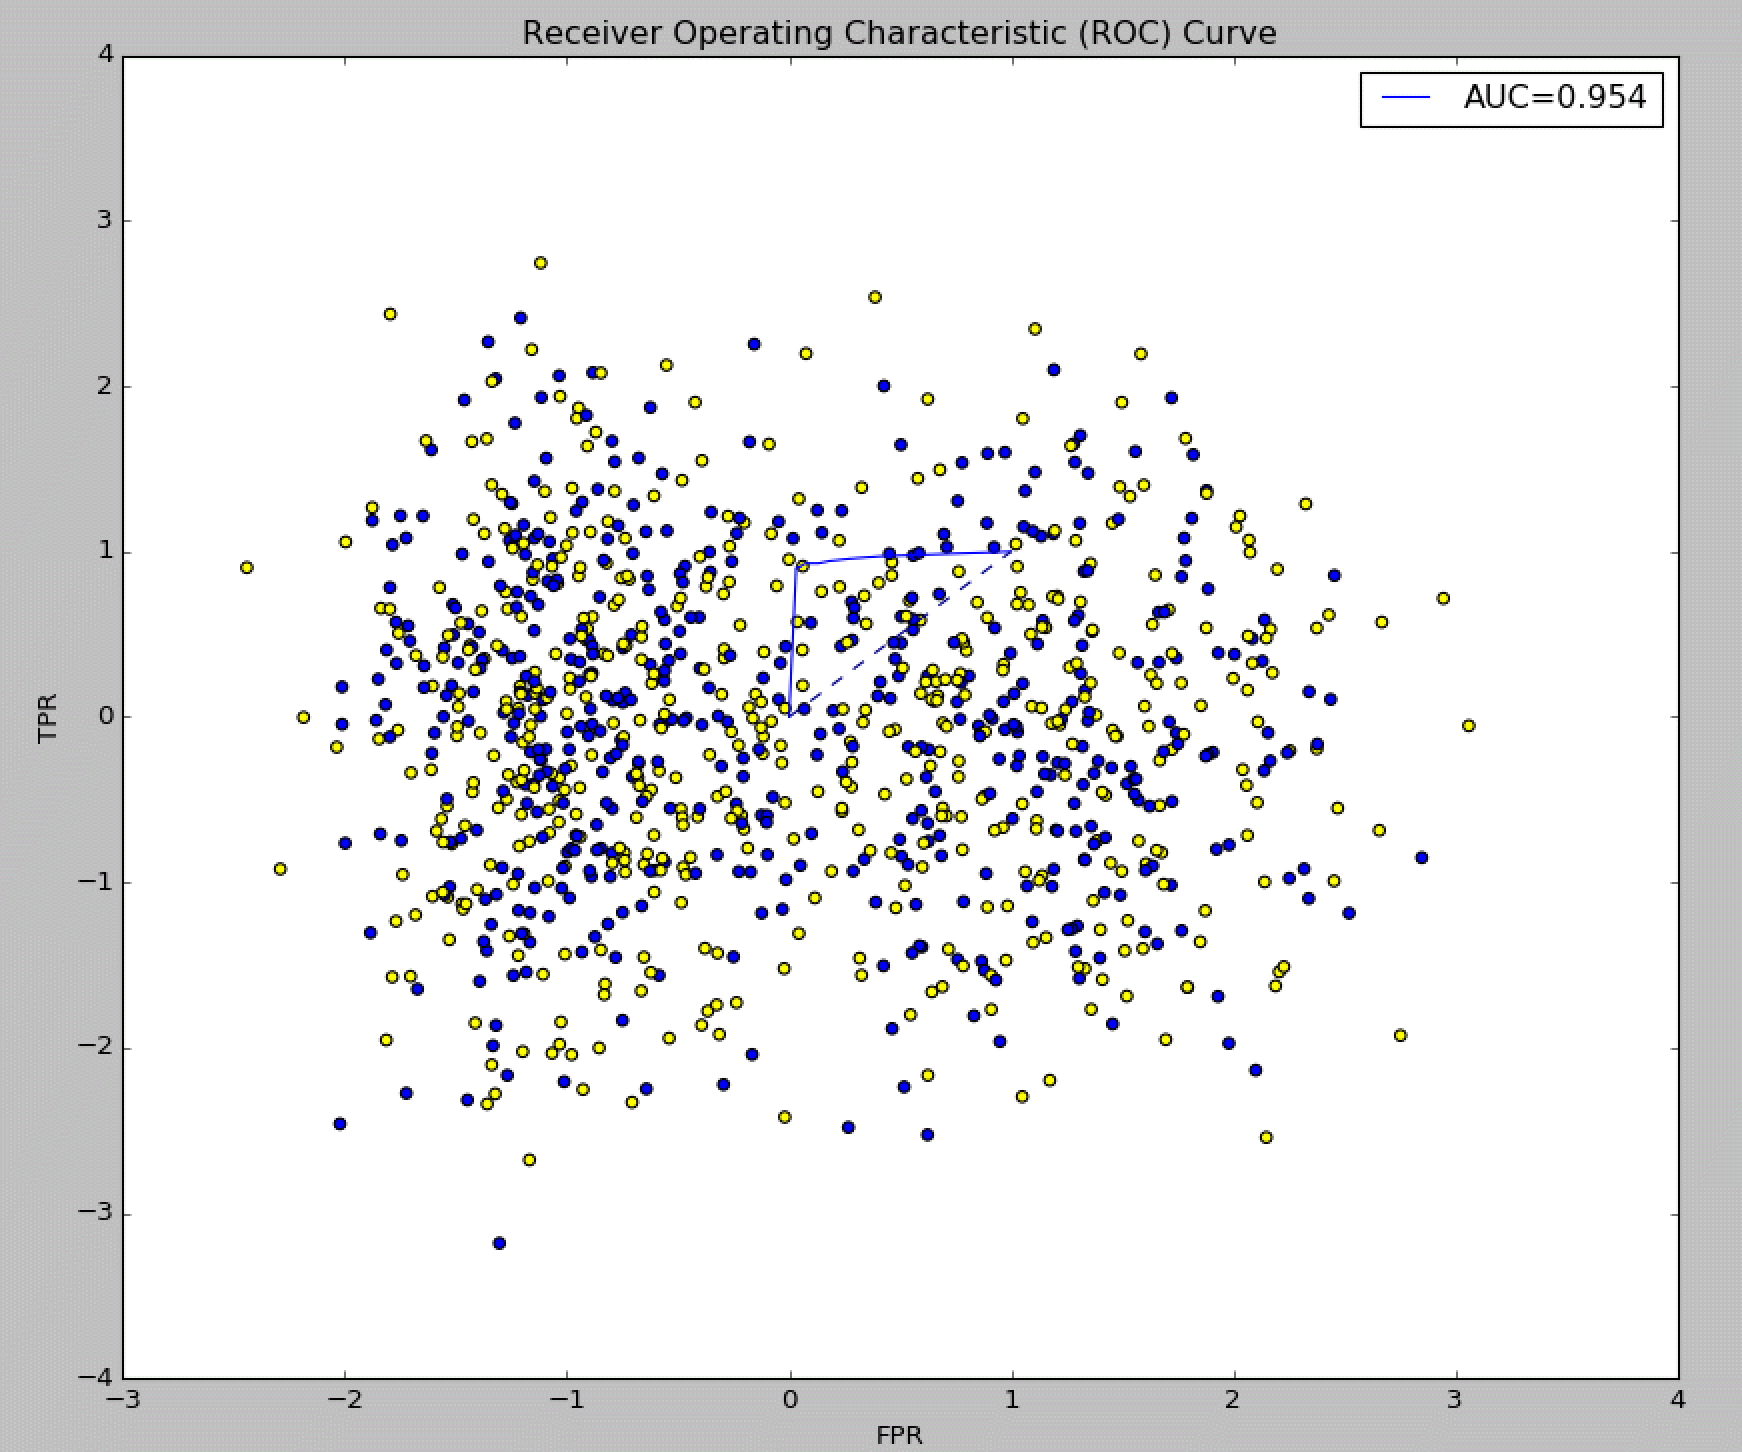 Receiver Operating Characteristic (ROC) Curve
AUC=0.954
4
3
2
1
0
−1
−2
−3
−4
TPR
−3 −2 −1 0 1 2 3 4
FPR